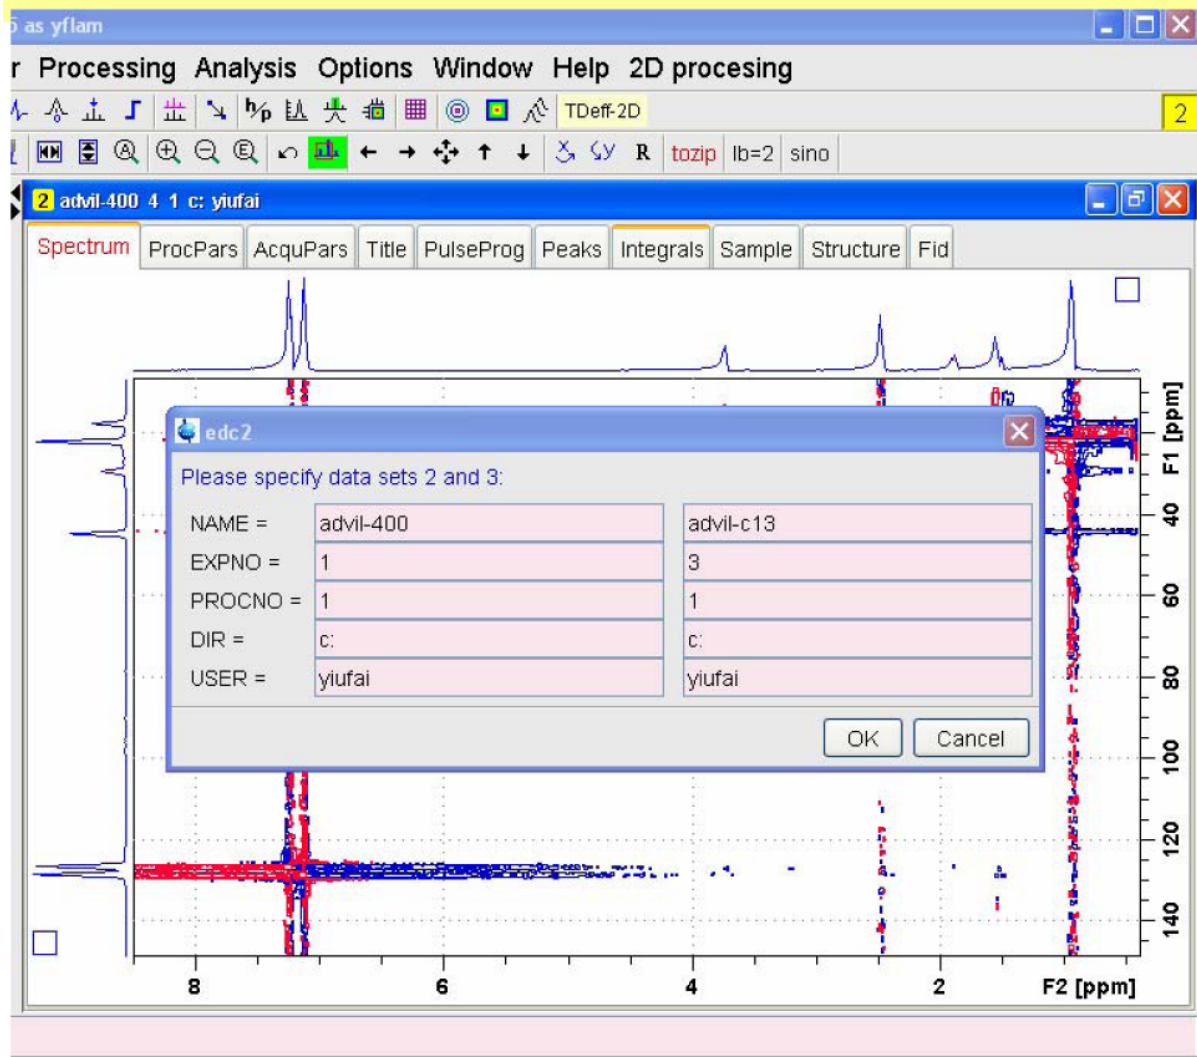 5 as yflam
r Processing Analysis Options Window Help 2D procesing
h/p TDeff-2D 2
A E R tozip lb=2 sino
2 advil-400 4 1 c: yiufai
Spectrum ProcPars AcquPars Title PulseProg Peaks Integrals Sample Structure Fid
edc2
Please specify data sets 2 and 3:
NAME = advil-400 advil-c13
EXPNO = 1 3
PROCNO = 1 1
DIR = c: c:
USER = yiufai yiufai
OK Cancel
F1 [ppm]
40
60
80
100
120
140
8 6 4 2 F2 [ppm]